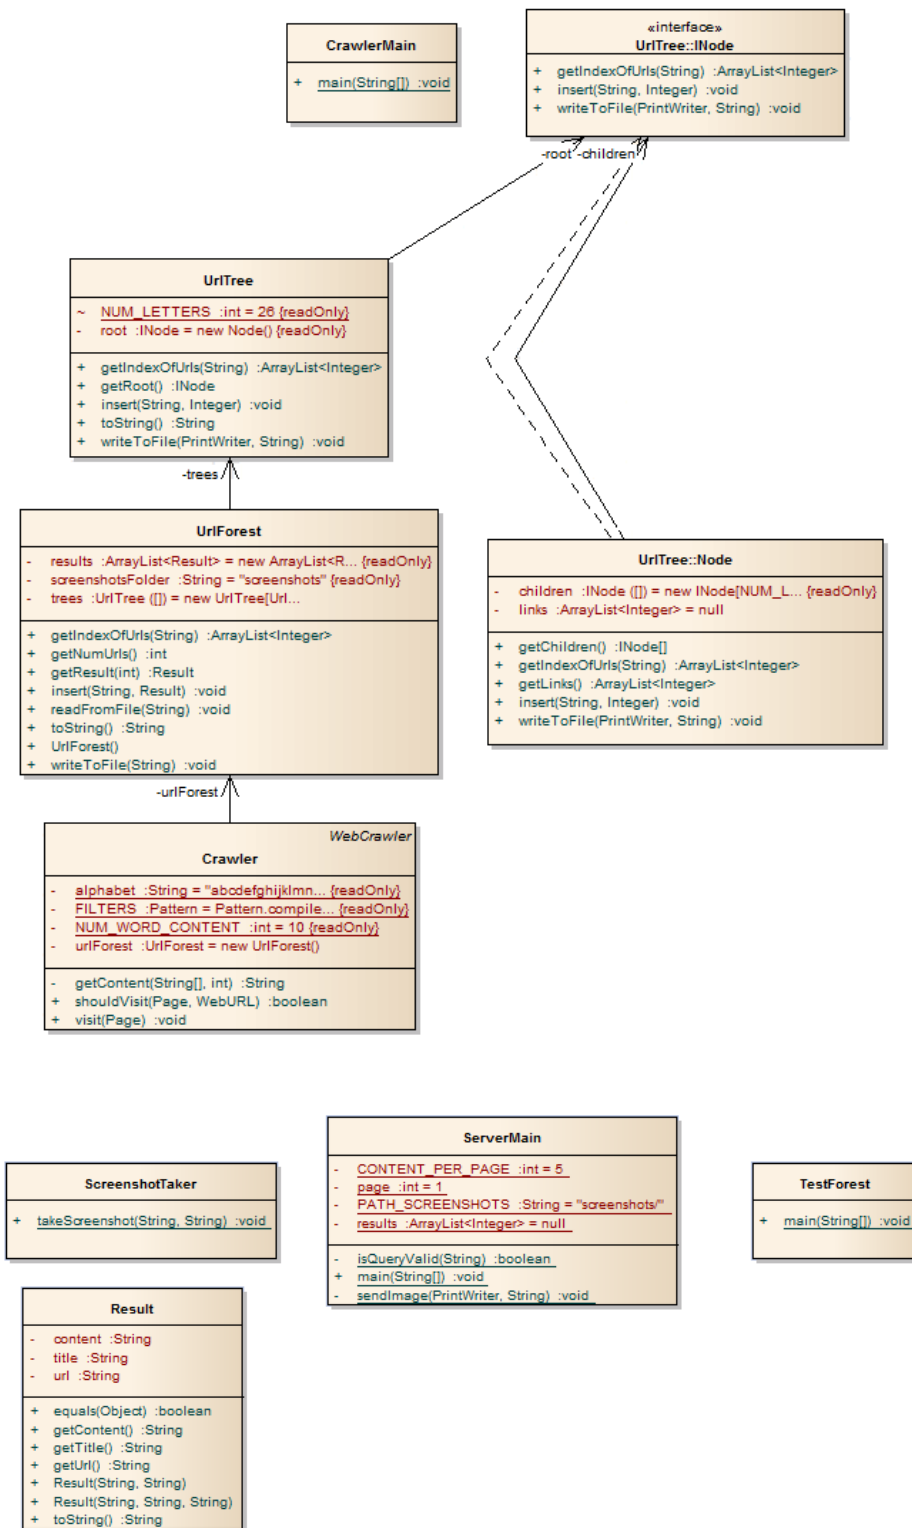 CrawlerMain
+ main(String[]) :void
«interface»
UrlTree::INode
+ getIndexOfUrls(String) :ArrayList<Integer>
+ insert(String, Integer) :void
+ writeToFile(PrintWriter, String) :void
-root -children
UrlTree
~ NUM_LETTERS :int = 26 {readOnly}
- root :INode = new Node() {readOnly}
+ getIndexOfUrls(String) :ArrayList<Integer>
+ getRoot() :INode
+ insert(String, Integer) :void
+ toString() :String
+ writeToFile(PrintWriter, String) :void
-trees
UrlForest
- results :ArrayList<Result> = new ArrayList<R... {readOnly}
- screenshotsFolder :String = "screenshots" {readOnly}
- trees :UrlTree ([]) = new UrlTree[Url...
+ getIndexOfUrls(String) :ArrayList<Integer>
+ getNumUrls() :int
+ getResult(int) :Result
+ insert(String, Result) :void
+ readFromFile(String) :void
+ toString() :String
+ UrlForest()
+ writeToFile(String) :void
UrlTree::Node
- children :INode ([]) = new INode[NUM_L... {readOnly}
- links :ArrayList<Integer> = null
+ getChildren() :INode[]
+ getIndexOfUrls(String) :ArrayList<Integer>
+ getLinks() :ArrayList<Integer>
+ insert(String, Integer) :void
+ writeToFile(PrintWriter, String) :void
-urlForest
WebCrawler
Crawler
- alphabet :String = "abcdefghijklmn... {readOnly}
- FILTERS :Pattern = Pattern.compile... {readOnly}
- NUM_WORD_CONTENT :int = 10 {readOnly}
- urlForest :UrlForest = new UrlForest()
- getContent(String[], int) :String
+ shouldVisit(Page, WebURL) :boolean
+ visit(Page) :void
ScreenshotTaker
+ takeScreenshot(String, String) :void
ServerMain
- CONTENT_PER_PAGE :int = 5
- page :int = 1
- PATH_SCREENSHOTS :String = "screenshots/"
- results :ArrayList<Integer> = null
- isQueryValid(String) :boolean
+ main(String[]) :void
- sendImage(PrintWriter, String) :void
TestForest
+ main(String[]) :void
Result
- content :String
- title :String
- url :String
+ equals(Object) :boolean
+ getContent() :String
+ getTitle() :String
+ getUrl() :String
+ Result(String, String)
+ Result(String, String, String)
+ toString() :String